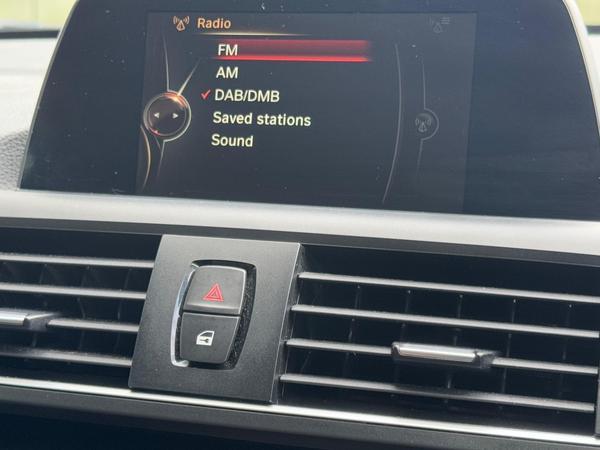 Radio
FM
AM
DAB/DMB
Saved stations
Sound